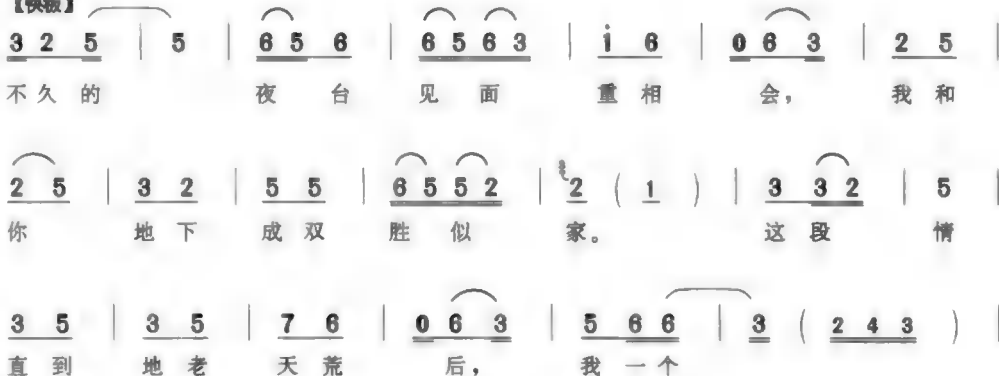 【快板】
3 2 5 | 5 | 6 5 6 | 6 5 6 3 | i 6 | 0 6 3 | 2 5 |
不久的 夜台 见面 重相 会， 我和
2 5 | 3 2 | 5 5 | 6 5 5 2 | 2 ( 1 ) | 3 3 2 | 5 |
你 地下 成双 胜似 家。 这段 情
3 5 | 3 5 | 7 6 | 0 6 3 | 5 6 6 | 3 ( 2 4 3 ) |
直到 地老 天荒 后， 我一个